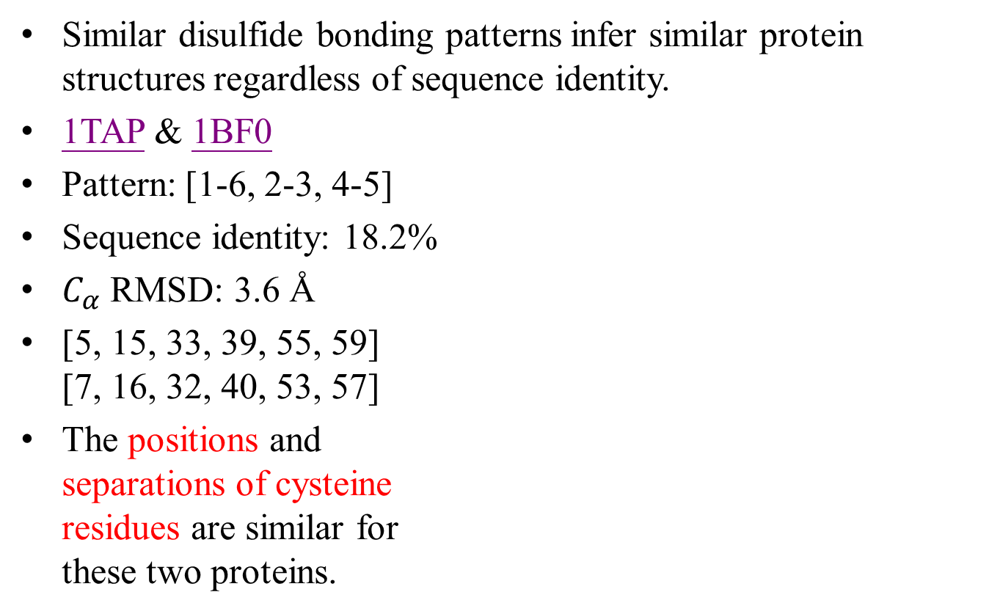 • Similar disulfide bonding patterns infer similar protein
structures regardless of sequence identity.
• 1TAP & 1BF0
• Pattern: [1-6, 2-3, 4-5]
• Sequence identity: 18.2%
• 𝐶𝛼 RMSD: 3.6 Å
• [5, 15, 33, 39, 55, 59]
[7, 16, 32, 40, 53, 57]
• The positions and
separations of cysteine
residues are similar for
these two proteins.